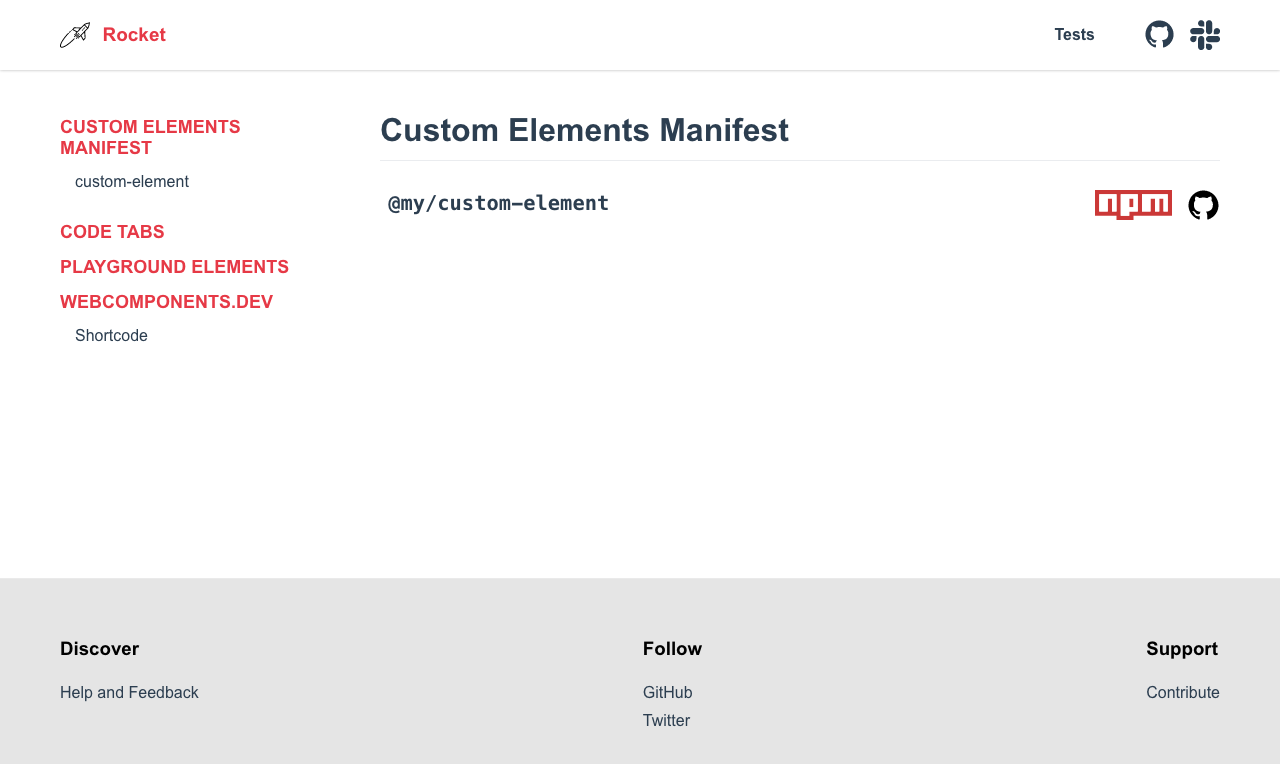 Rocket
Tests
CUSTOM ELEMENTS
MANIFEST
custom-element
CODE TABS
PLAYGROUND ELEMENTS
WEBCOMPONENTS.DEV
Shortcode
Custom Elements Manifest
@my/custom-element
npm
Discover
Help and Feedback
Follow
GitHub
Twitter
Support
Contribute